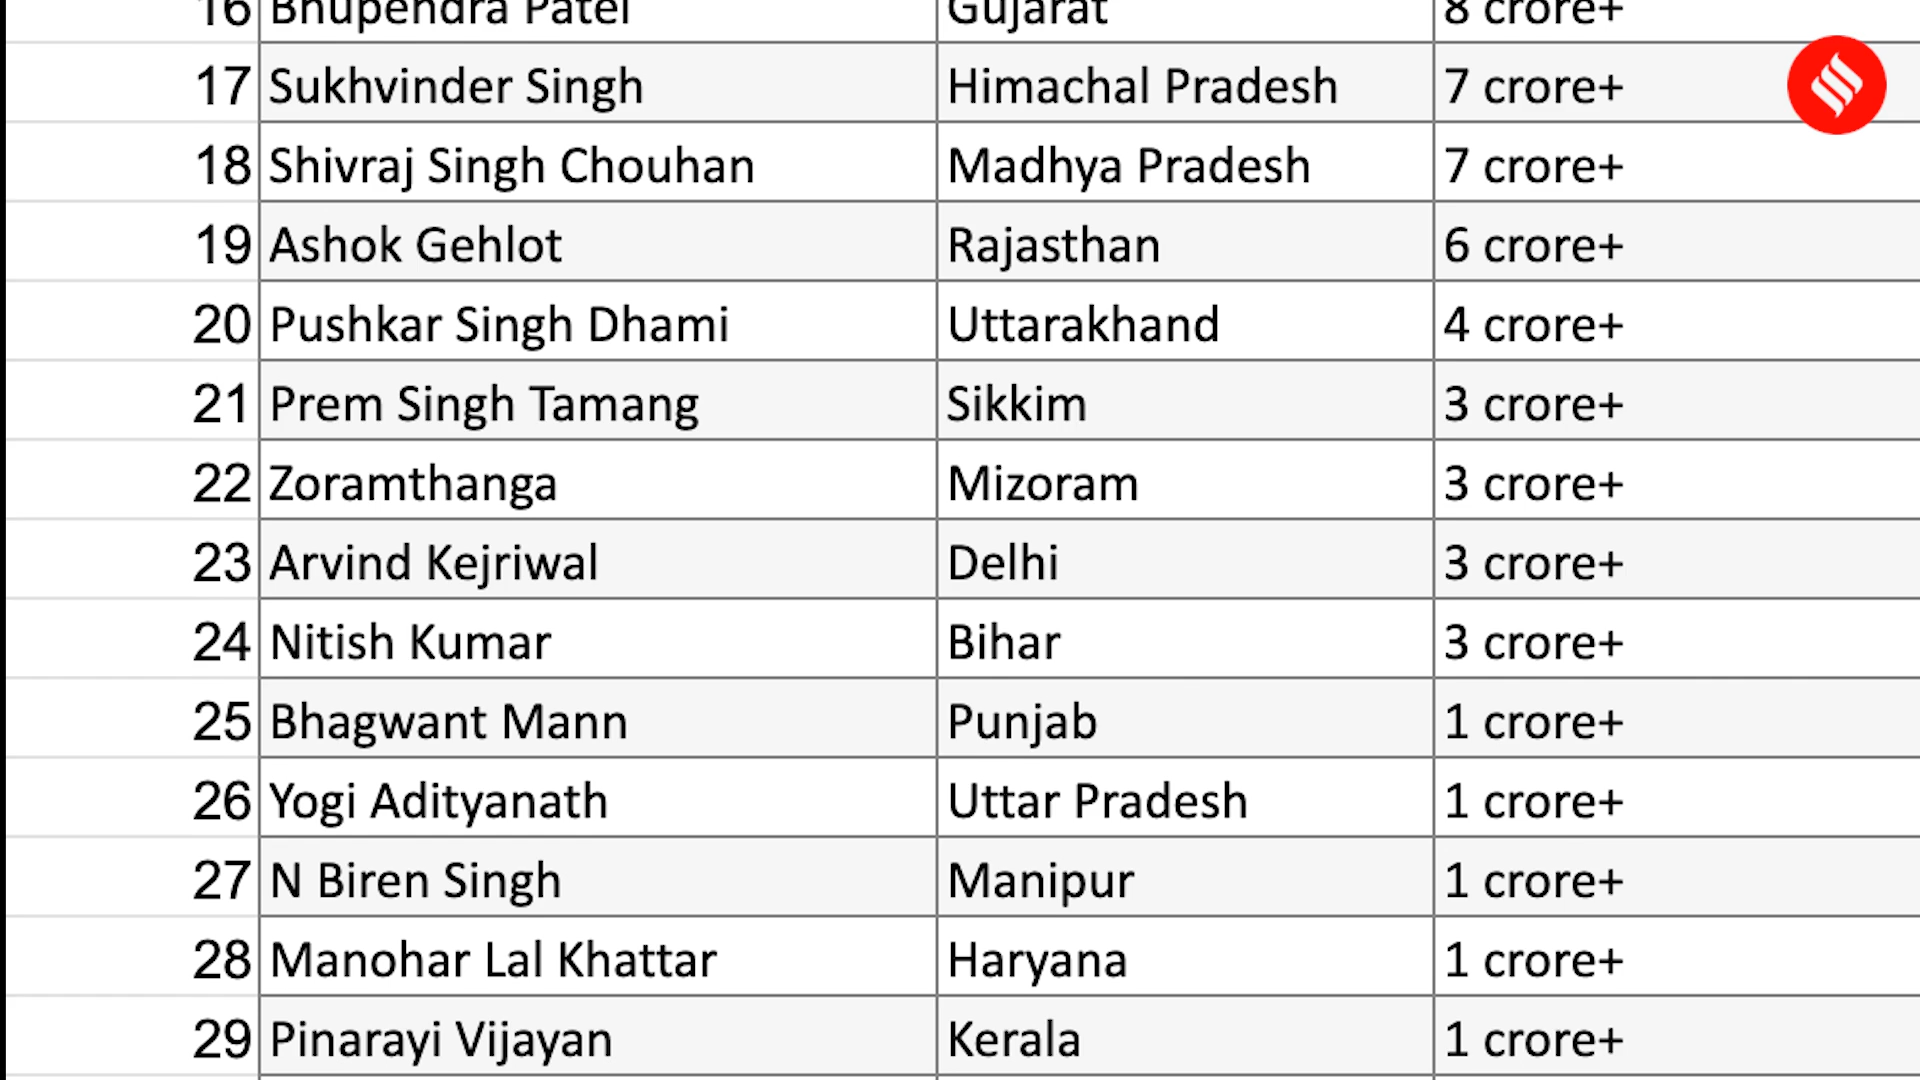 16 Bhupendra Patel Gujarat 8 crore+
17 Sukhvinder Singh Himachal Pradesh 7 crore+
18 Shivraj Singh Chouhan Madhya Pradesh 7 crore+
19 Ashok Gehlot Rajasthan 6 crore+
20 Pushkar Singh Dhami Uttarakhand 4 crore+
21 Prem Singh Tamang Sikkim 3 crore+
22 Zoramthanga Mizoram 3 crore+
23 Arvind Kejriwal Delhi 3 crore+
24 Nitish Kumar Bihar 3 crore+
25 Bhagwant Mann Punjab 1 crore+
26 Yogi Adityanath Uttar Pradesh 1 crore+
27 N Biren Singh Manipur 1 crore+
28 Manohar Lal Khattar Haryana 1 crore+
29 Pinarayi Vijayan Kerala 1 crore+